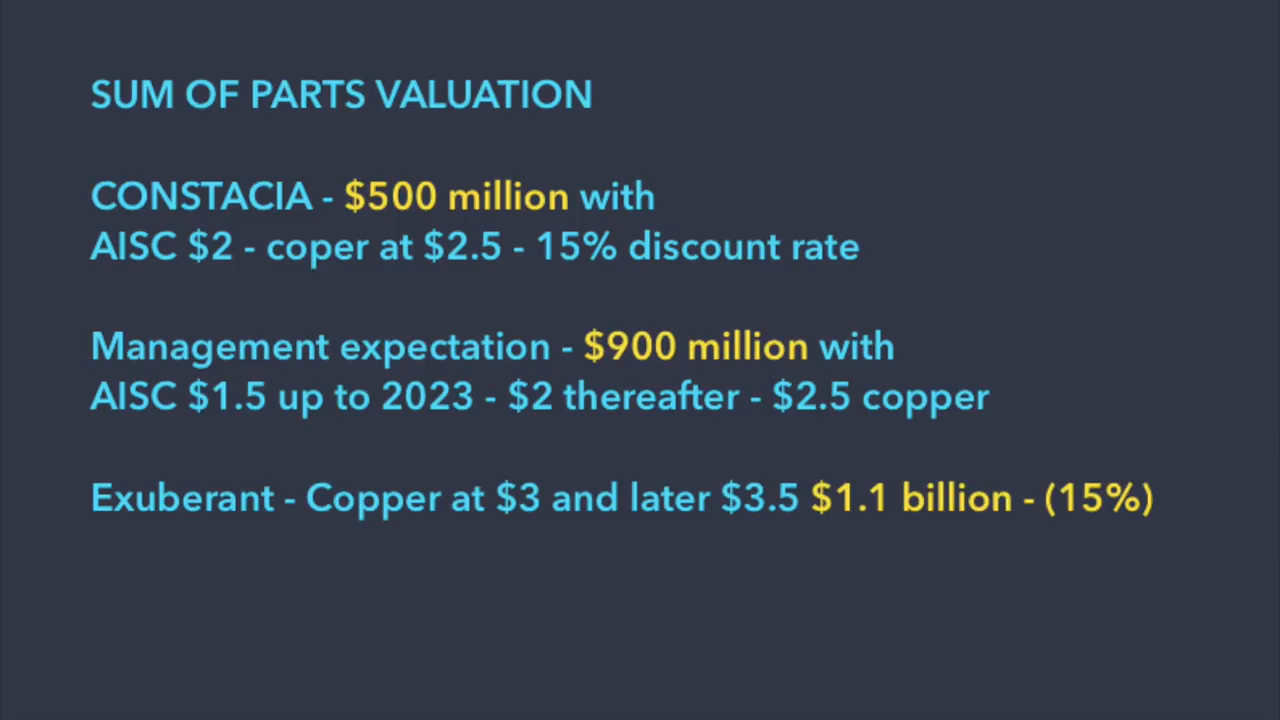 SUM OF PARTS VALUATION
CONSTACIA - $500 million with
AISC $2 - coper at $2.5 - 15% discount rate
Management expectation - $900 million with
AISC $1.5 up to 2023 - $2 thereafter - $2.5 copper
Exuberant - Copper at $3 and later $3.5 $1.1 billion - (15%)